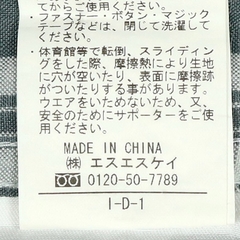 てからご使用ください。
・ファスナー・ボタン・マジック
テープなどは、閉じて洗濯して
ください。
・体育館等で転倒、スライディン
グをした際、摩擦熱により生地
に穴が空いたり、表面に摩擦跡
がついたりする事があります。
ウエアをいためないため、又、
安全のためにサポーターをご使
用ください。
MADE IN CHINA
㈱ エスエスケイ
0120-50-7789
I-D-1